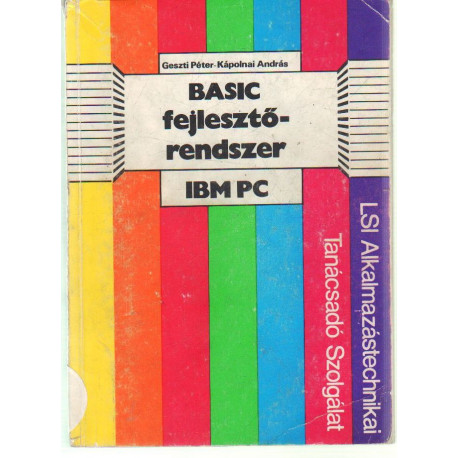 Geszti Péter-Kápolnai András
BASIC
fejlesztő-
rendszer
IBM PC
LSI Alkalmazástechnikai
Tanácsadó Szolgálat